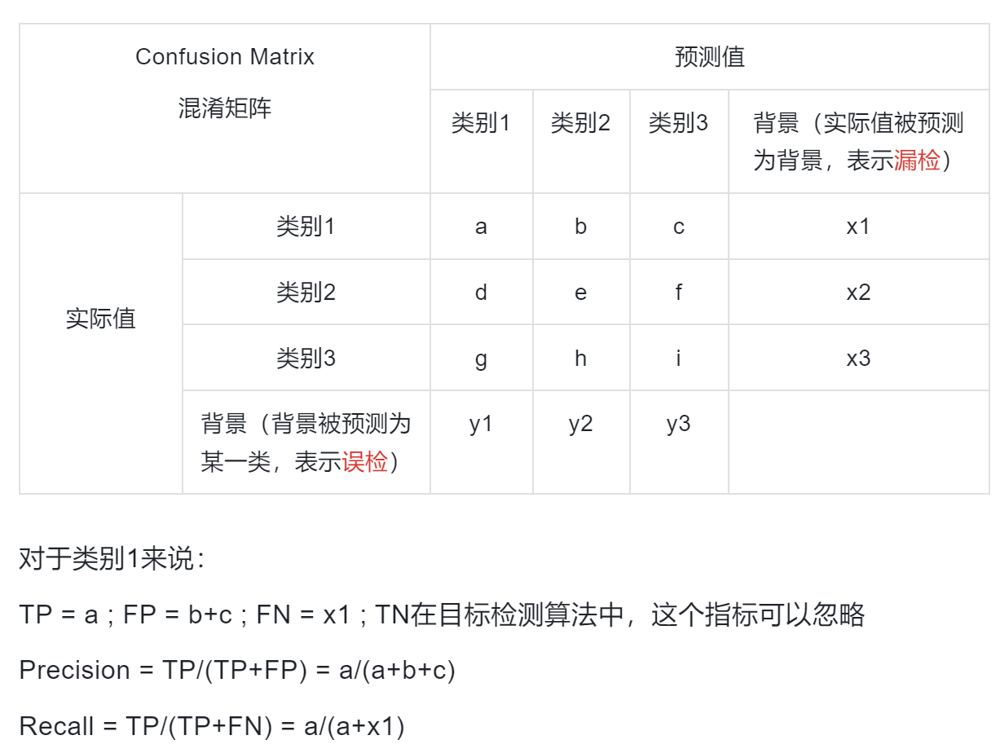 Confusion Matrix
混淆矩阵
预测值
类别1
类别2
类别3
背景（实际值被预测
为背景，表示漏检）
实际值
类别1
a
b
c
x1
类别2
d
e
f
x2
类别3
g
h
i
x3
背景（背景被预测为
某一类，表示误检）
y1
y2
y3
对于类别1来说：
TP = a ; FP = b+c ; FN = x1 ; TN在目标检测算法中，这个指标可以忽略
Precision = TP/(TP+FP) = a/(a+b+c)
Recall = TP/(TP+FN) = a/(a+x1)